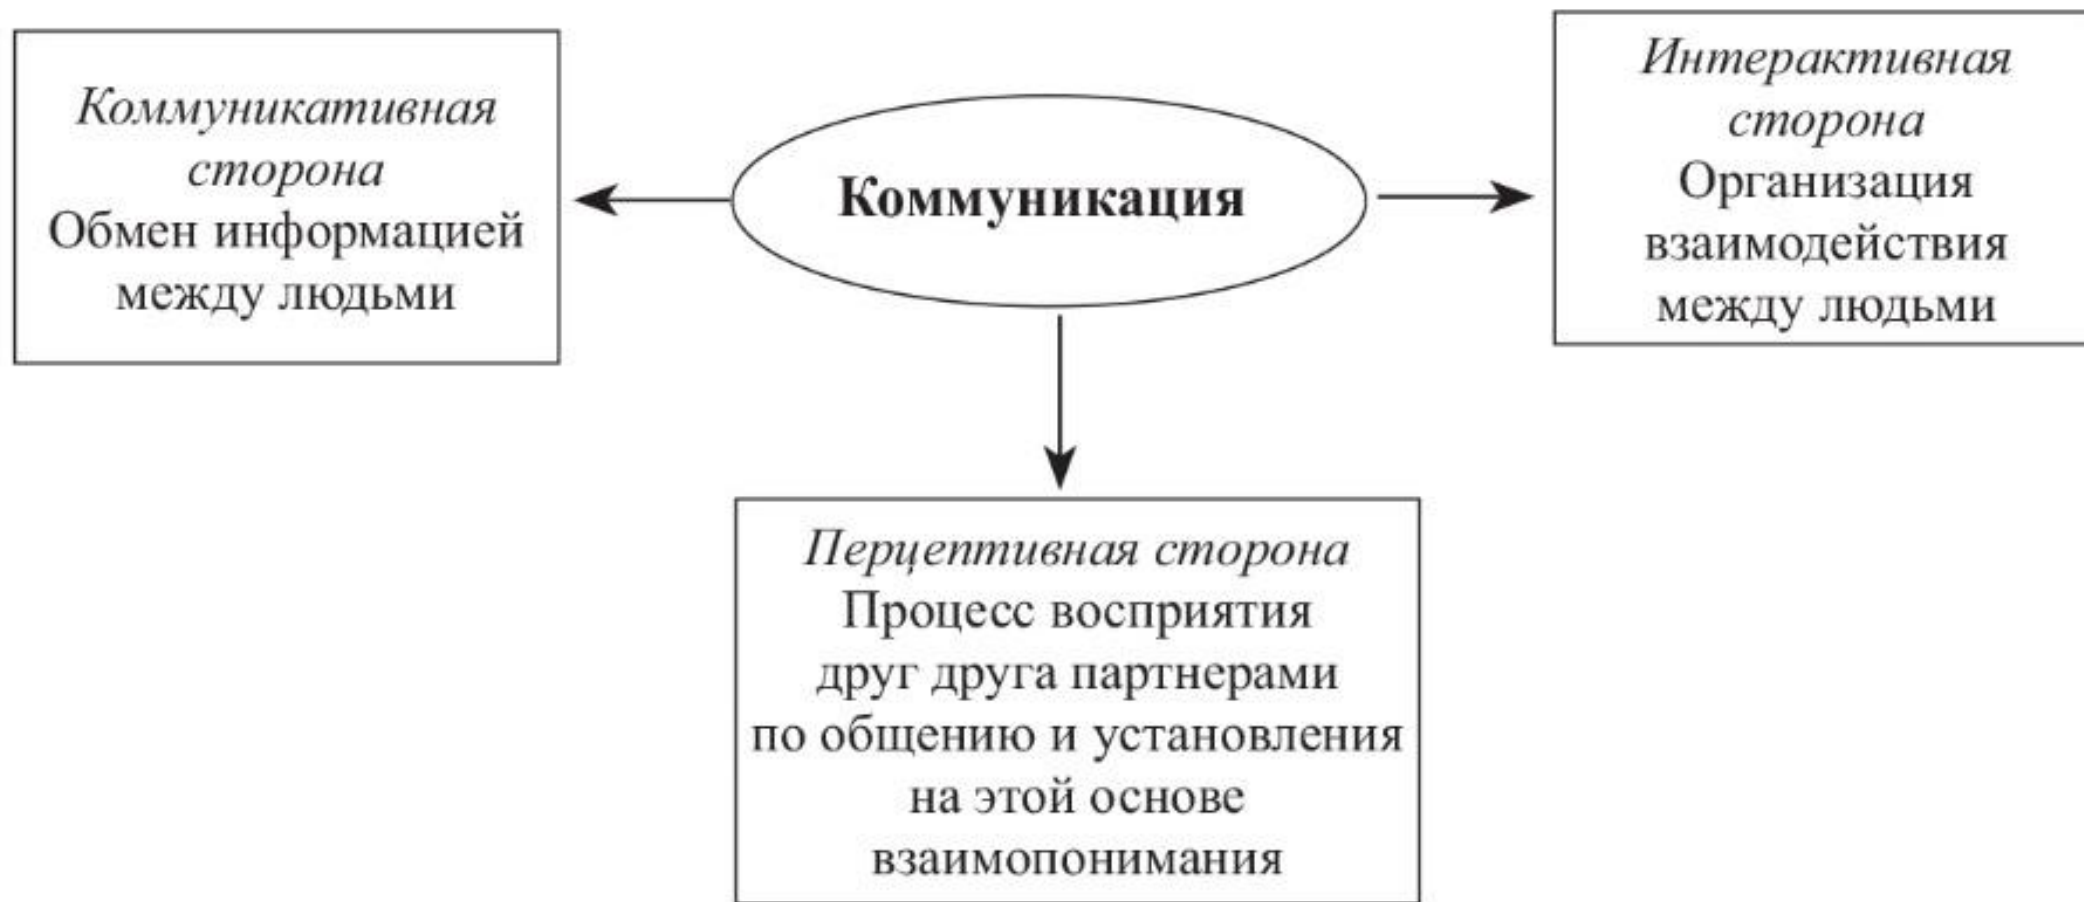 Коммуникативная
сторона
Обмен информацией
между людьми
Коммуникация
Интерактивная
сторона
Организация
взаимодействия
между людьми
Перцептивная сторона
Процесс восприятия
друг друга партнерами
по общению и установления
на этой основе
взаимопонимания